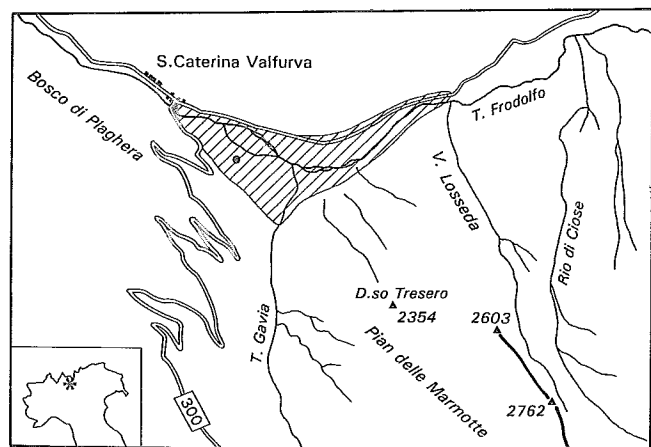 S.Caterina Valfurva
Bosco di Plaghera
T. Frodolfo
V. Losseda
Rio di Ciose
D.so Tresero
2354
2603
T. Gavia
Pian delle Marmotte
2762
300